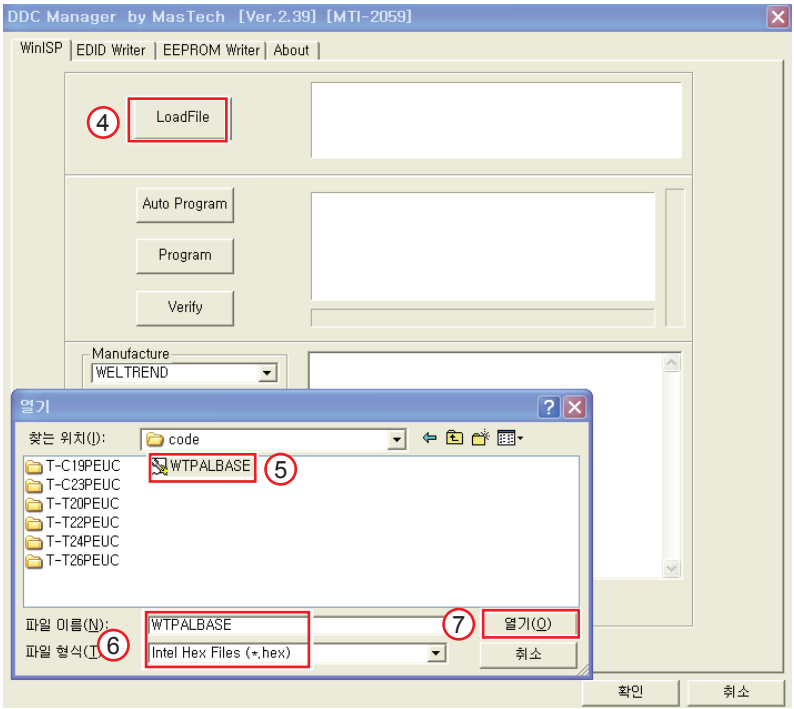 DDC Manager by MasTech [Ver.2.39] [MTI-2059]
WinISP EDID Writer EEPROM Writer About
④ LoadFile
Auto Program
Program
Verify
Manufacture
WELTREND
열기
찾는 위치(I): code
T-C19PEUC WTPALBASE ⑤
T-C23PEUC
T-T20PEUC
T-T22PEUC
T-T24PEUC
T-T26PEUC
파일 이름(N): WTPALBASE ⑦ 열기(O)
파일 형식(T ⑥ Intel Hex Files (*.hex) 취소
확인 취소